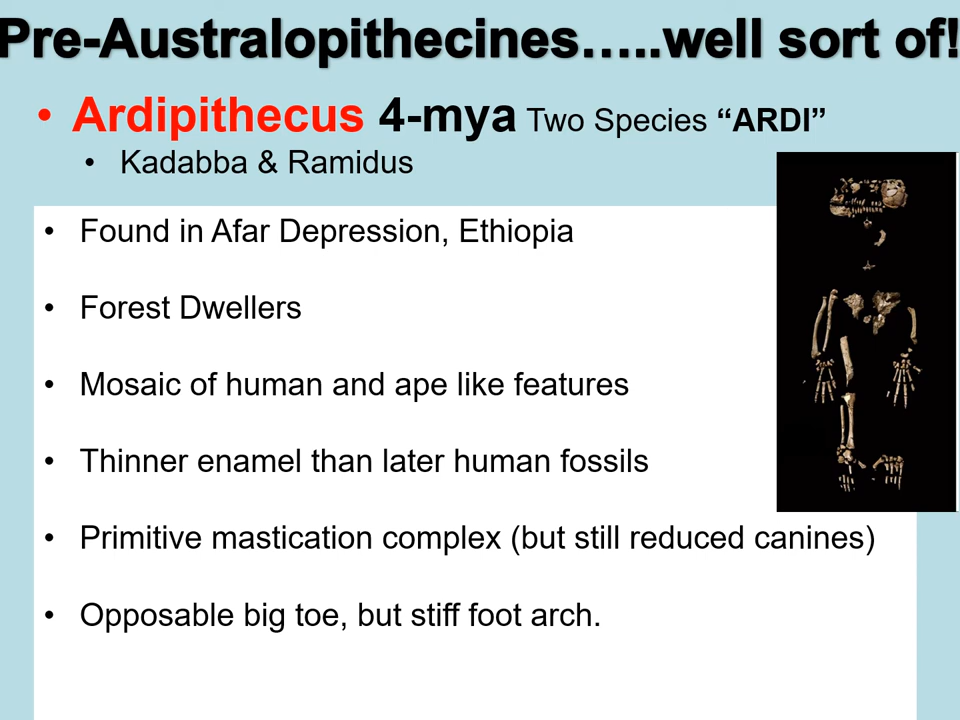 Pre-Australopithecines…..well sort of!
• Ardipithecus 4-mya Two Species “ARDI”
• Kadabba & Ramidus
• Found in Afar Depression, Ethiopia
• Forest Dwellers
• Mosaic of human and ape like features
• Thinner enamel than later human fossils
• Primitive mastication complex (but still reduced canines)
• Opposable big toe, but stiff foot arch.